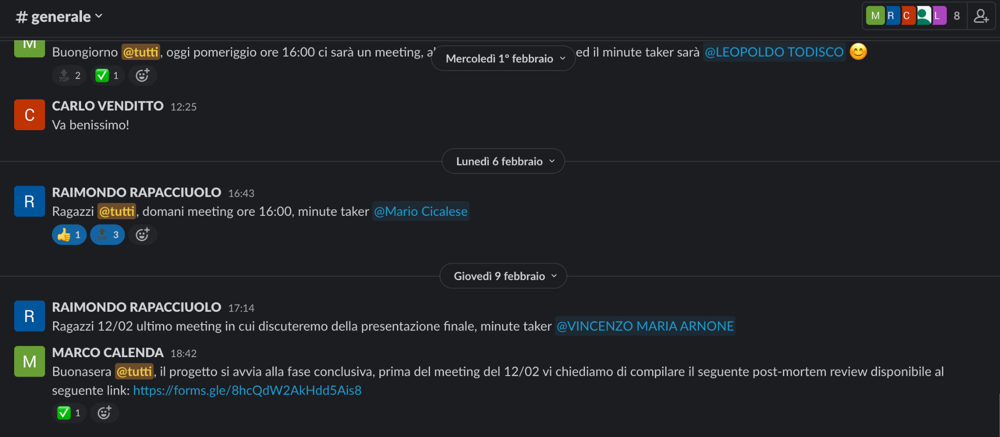 # generale
M R C L 8
M
Buongiorno @tutti, oggi pomeriggio ore 16:00 ci sarà un meeting, ed il minute taker sarà @LEOPOLDO TODISCO
Mercoledì 1° febbraio
TOP 2 1
C
CARLO VENDITTO 12:25
Va benissimo!
Lunedì 6 febbraio
R
RAIMONDO RAPACCIUOLO 16:43
Ragazzi @tutti, domani meeting ore 16:00, minute taker @Mario Cicalese
1 TOP 3
Giovedì 9 febbraio
R
RAIMONDO RAPACCIUOLO 17:14
Ragazzi 12/02 ultimo meeting in cui discuteremo della presentazione finale, minute taker @VINCENZO MARIA ARNONE
M
MARCO CALENDA 18:42
Buonasera @tutti, il progetto si avvia alla fase conclusiva, prima del meeting del 12/02 vi chiediamo di compilare il seguente post-mortem review disponibile al
seguente link: https://forms.gle/8hcQdW2AkHdd5Ais8
1